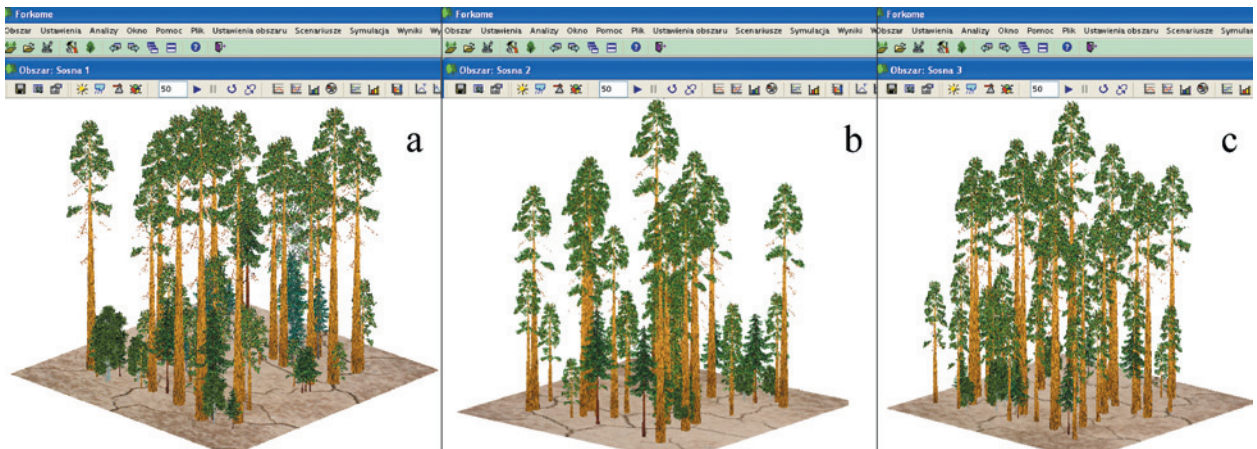 Forkome
Obszar Ustawienia Analizy Okno Pomoc Plik Ustawienia obszaru Scenariusze Symulacja Wyniki
Obszar: Sosna 1
50
a
Forkome
Obszar Ustawienia Analizy Okno Pomoc Plik Ustawienia obszaru Scenariusze Symulacja Wyniki
Obszar: Sosna 2
50
b
Forkome
Obszar Ustawienia Analizy Okno Pomoc Plik Ustawienia obszaru Scenariusze
Obszar: Sosna 3
50
c